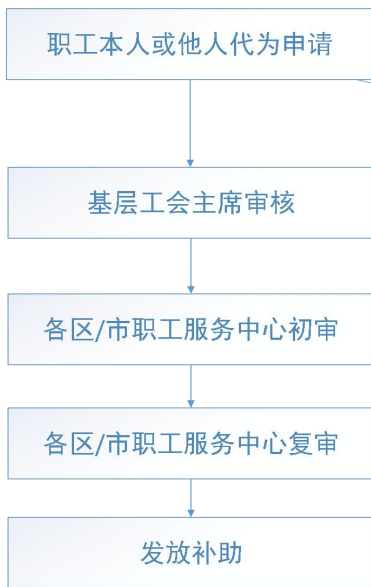 职工本人或他人代为申请
基层工会主席审核
各区/市职工服务中心初审
各区/市职工服务中心复审
发放补助